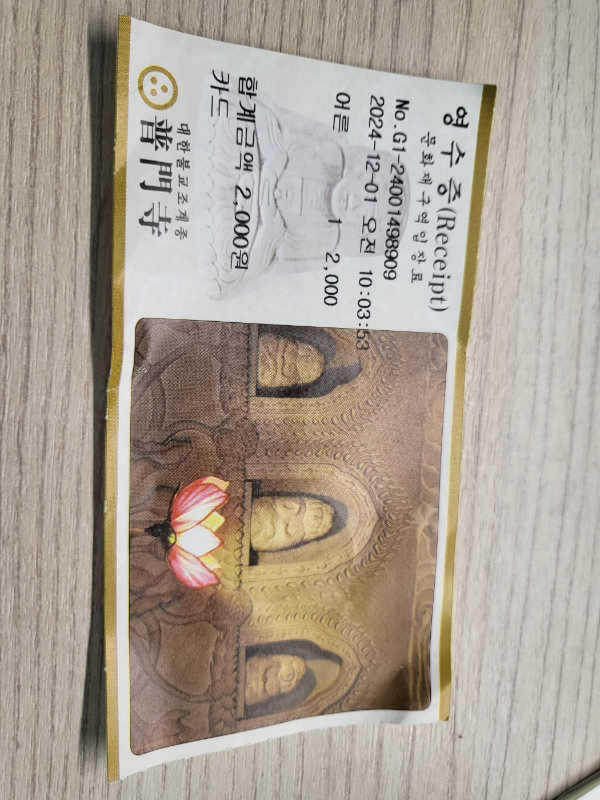 영 수 증(Receipt)
문화재구역입장료
No.G1-24001498909
2024-12-01 오전 10:03:53
어른 1 2,000
합계금액 2,000원
카드
대한불교조계종
普門寺